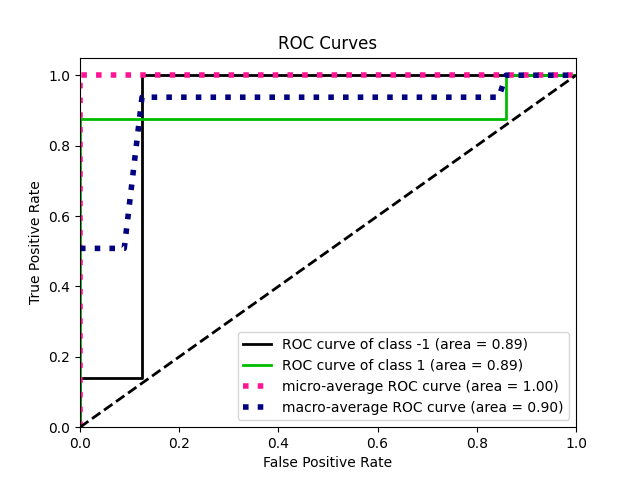 ROC Curves
True Positive Rate
1.0
0.8
0.6
0.4
0.2
0.0
ROC curve of class -1 (area = 0.89)
ROC curve of class 1 (area = 0.89)
micro-average ROC curve (area = 1.00)
macro-average ROC curve (area = 0.90)
0.0 0.2 0.4 0.6 0.8 1.0
False Positive Rate